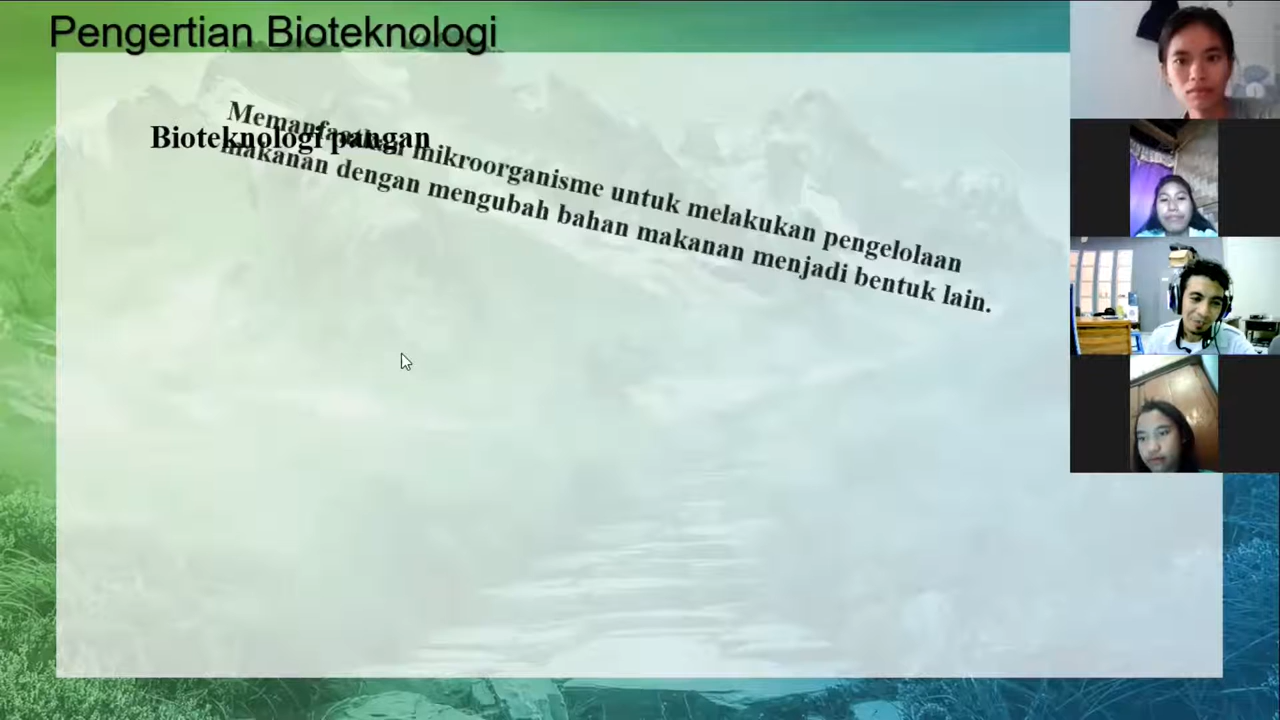 Pengertian Bioteknologi
Bioteknologi pangan
Memanfaatkan mikroorganisme untuk melakukan pengelolaan
makanan dengan mengubah bahan makanan menjadi bentuk lain.